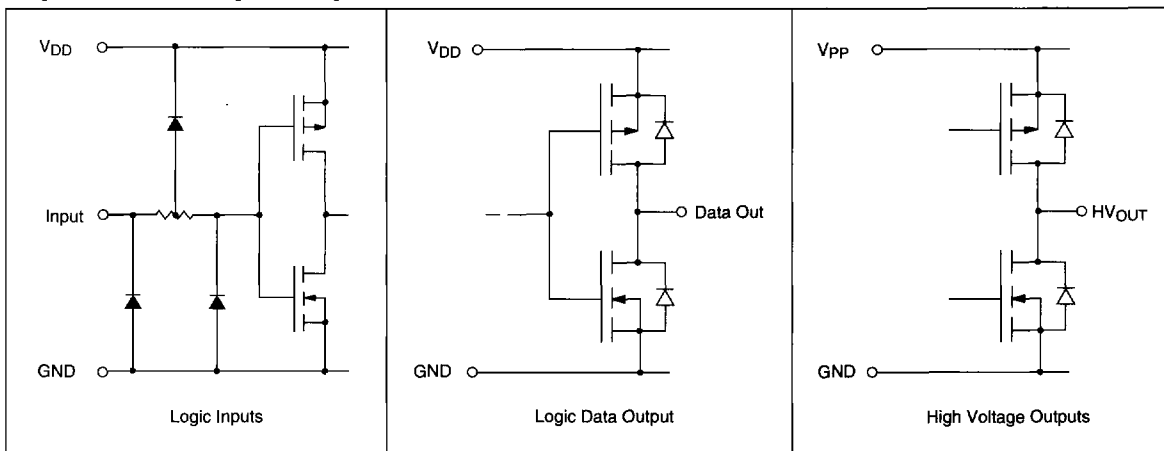 VDD
Input
GND
Logic Inputs
VDD
Data Out
GND
Logic Data Output
VPP
HVOUT
GND
High Voltage Outputs